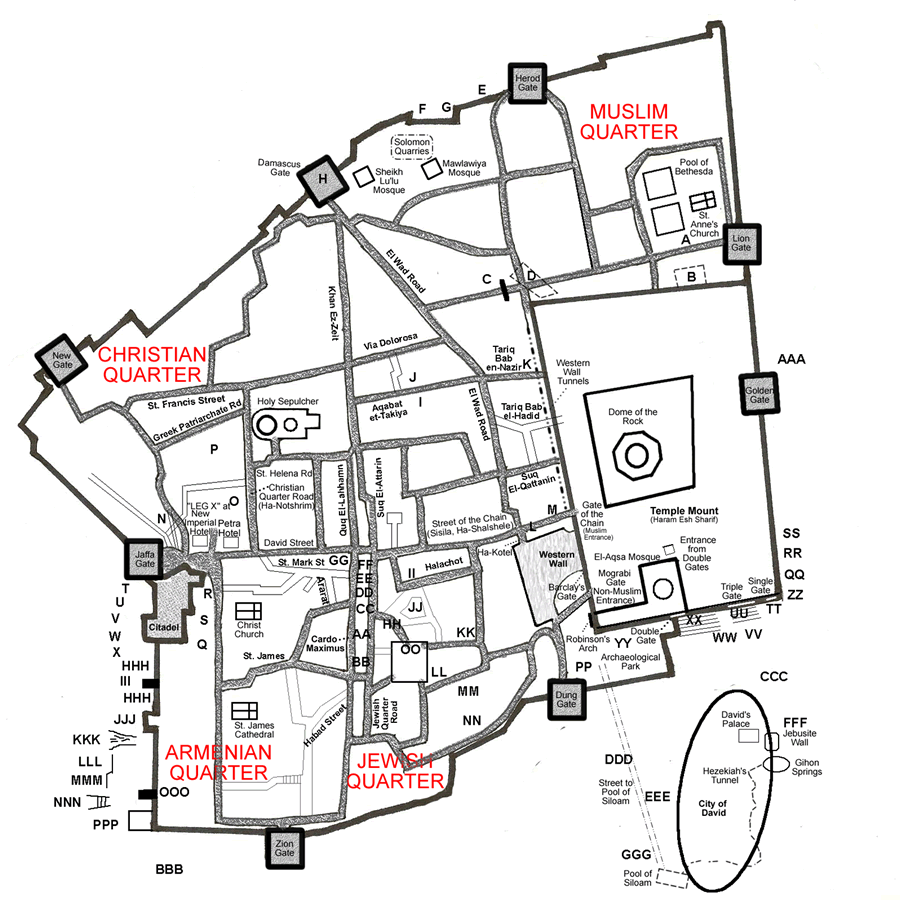 Herod
Gate
E
F
G
MUSLIM
QUARTER
Solomon
Quarries
Damascus
Gate
H
Sheikh
Lu'lu
Mosque
Mawlawiya
Mosque
Pool of
Bethesda
St.
Anne's
Church
A
Lion
Gate
B
C
D
El Wad Road
Khan Ez-Zeit
Via Dolorosa
New
Gate
CHRISTIAN
QUARTER
Tariq
Bab
en-Nazir
K
Western
Wall
Tunnels
AAA
Golden
Gate
J
I
St. Francis Street
Greek Patriarchate Rd
Holy Sepulcher
Aqabat
et-Takiya
El Wad Road
Tariq Bab
el-Hadid
Dome of the
Rock
P
St. Helena Rd
Christian
Quarter Road
(Ha-Notshrim)
Quq El-Lahhamn
Suq El-Attarin
Suq
El-Qattanin
N
"LEG X" at
New
Imperial
Hotel
O
Petra
Hotel
David Street
Street of the Chain
(Sisila, Ha-Shalshele)
M
L
Gate of
the Chain
(Muslim
Entrance)
Temple Mount
(Haram Esh Sharif)
Jaffa
Gate
St. Mark St
GG
FF
EE
DD
CC
AA
BB
II
Halachot
Ha-Kotel
Western
Wall
El-Aqsa Mosque
Entrance
from
Double
Gates
Barclay's
Gate
Mograbi
Gate
(Non-Muslim
Entrance)
Triple
Gate
Single
Gate
SS
RR
QQ
ZZ
TT
UU
VV
WW
XX
YY
Double
Gate
Robinson's
Arch
Archaeological
Park
T
U
V
W
X
Citadel
R
S
Q
Christ
Church
Ararat
Cardo
Maximus
St. James
HH
JJ
KK
OO
LL
MM
NN
PP
Dung
Gate
HHH
III
HHH
JJJ
KKK
LLL
MMM
NNN
OOO
PPP
St. James
Cathedral
Habad Street
Jewish
Quarter
Road
ARMENIAN
QUARTER
JEWISH
QUARTER
Zion
Gate
BBB
CCC
DDD
Street to
Pool of
Siloam
EEE
GGG
Pool of
Siloam
David's
Palace
FFF
Jebusite
Wall
Gihon
Springs
Hezekiah's
Tunnel
City of
David